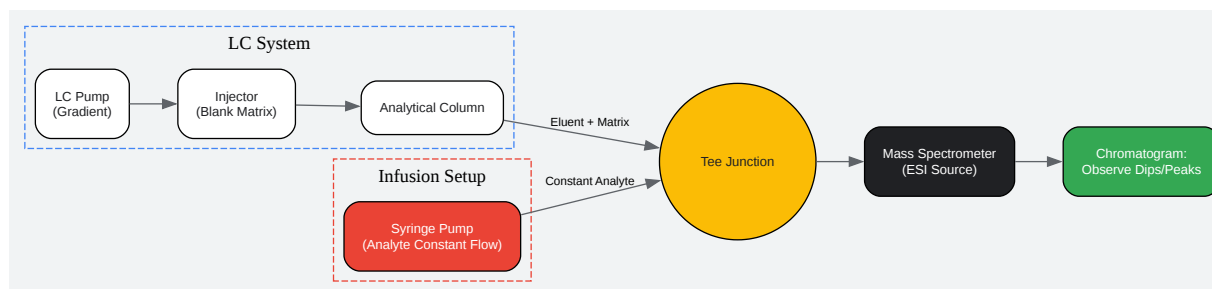 LC System
LC Pump
(Gradient)
Injector
(Blank Matrix)
Analytical Column
Eluent + Matrix
Infusion Setup
Syringe Pump
(Analyte Constant Flow)
Constant Analyte
Tee Junction
Mass Spectrometer
(ESI Source)
Chromatogram:
Observe Dips/Peaks